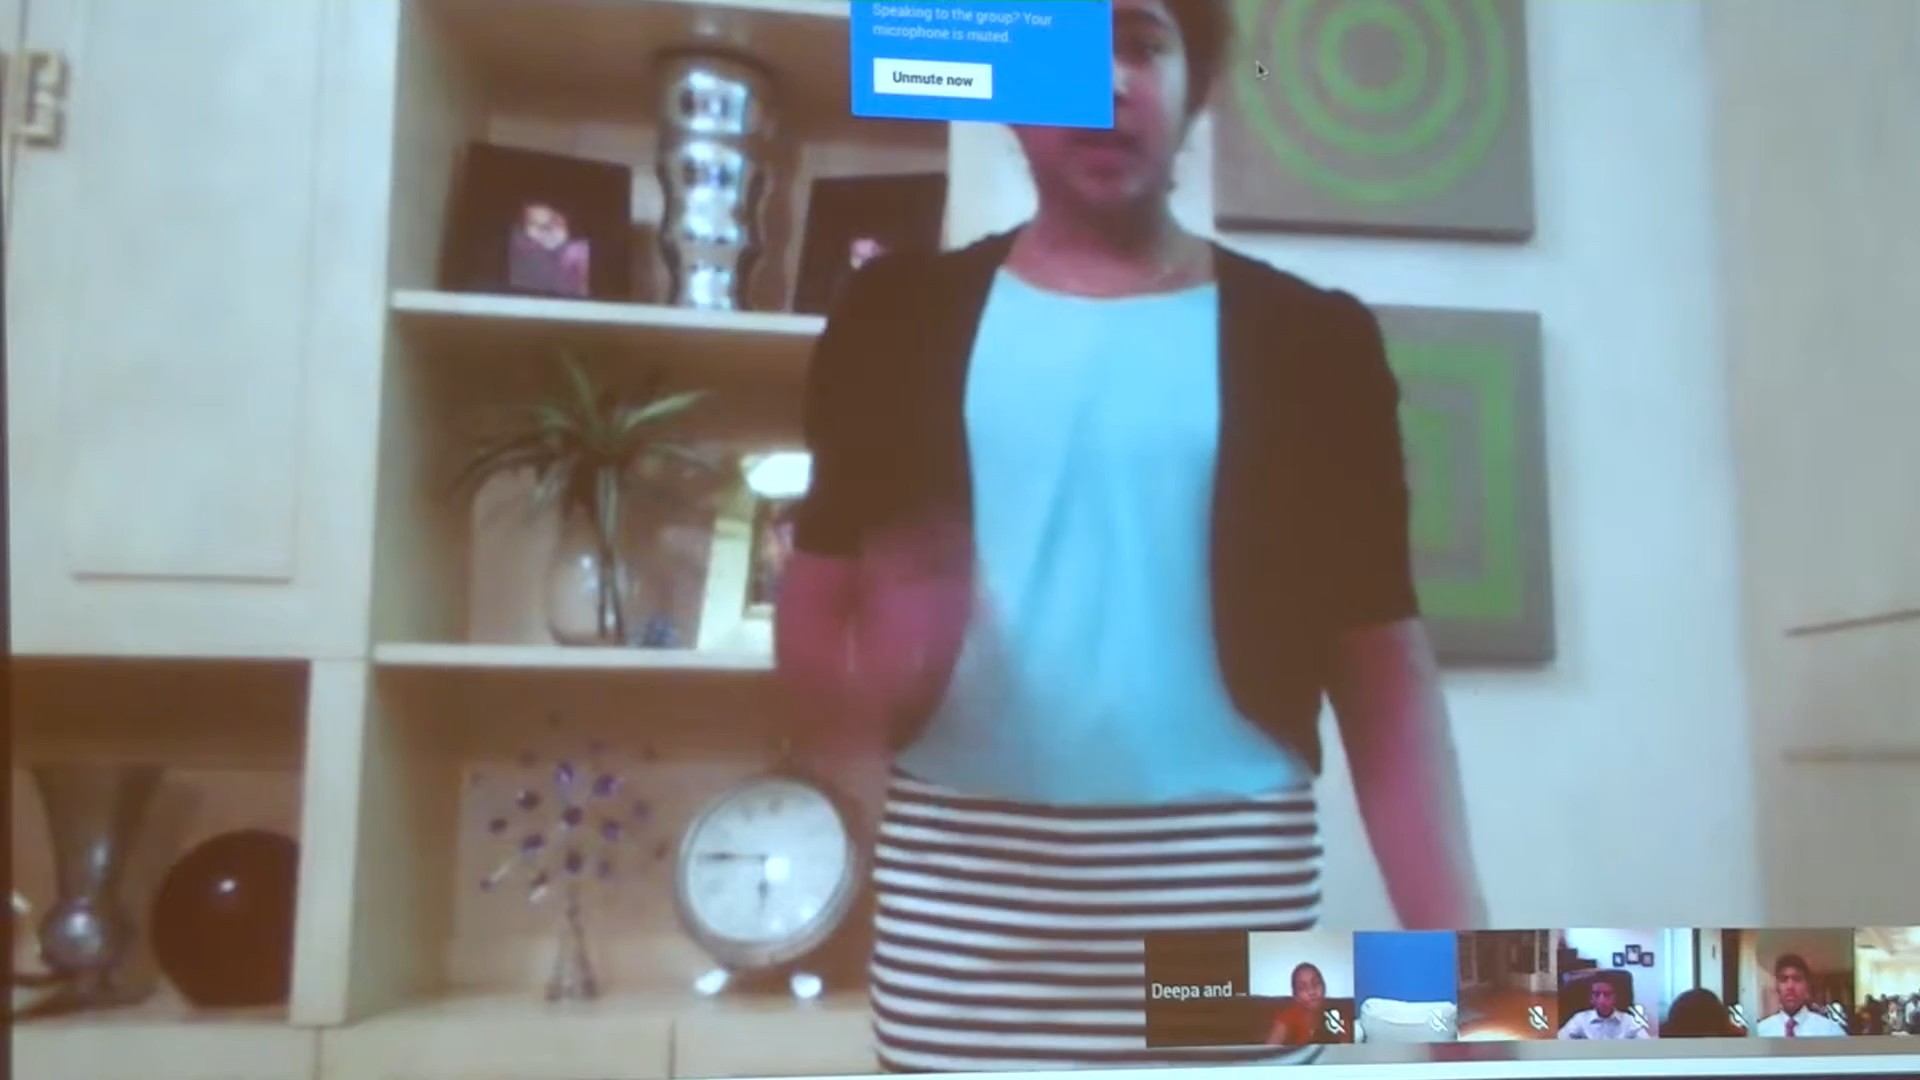 Speaking to the group? Your
microphone is muted.
Unmute now
Deepa and ...